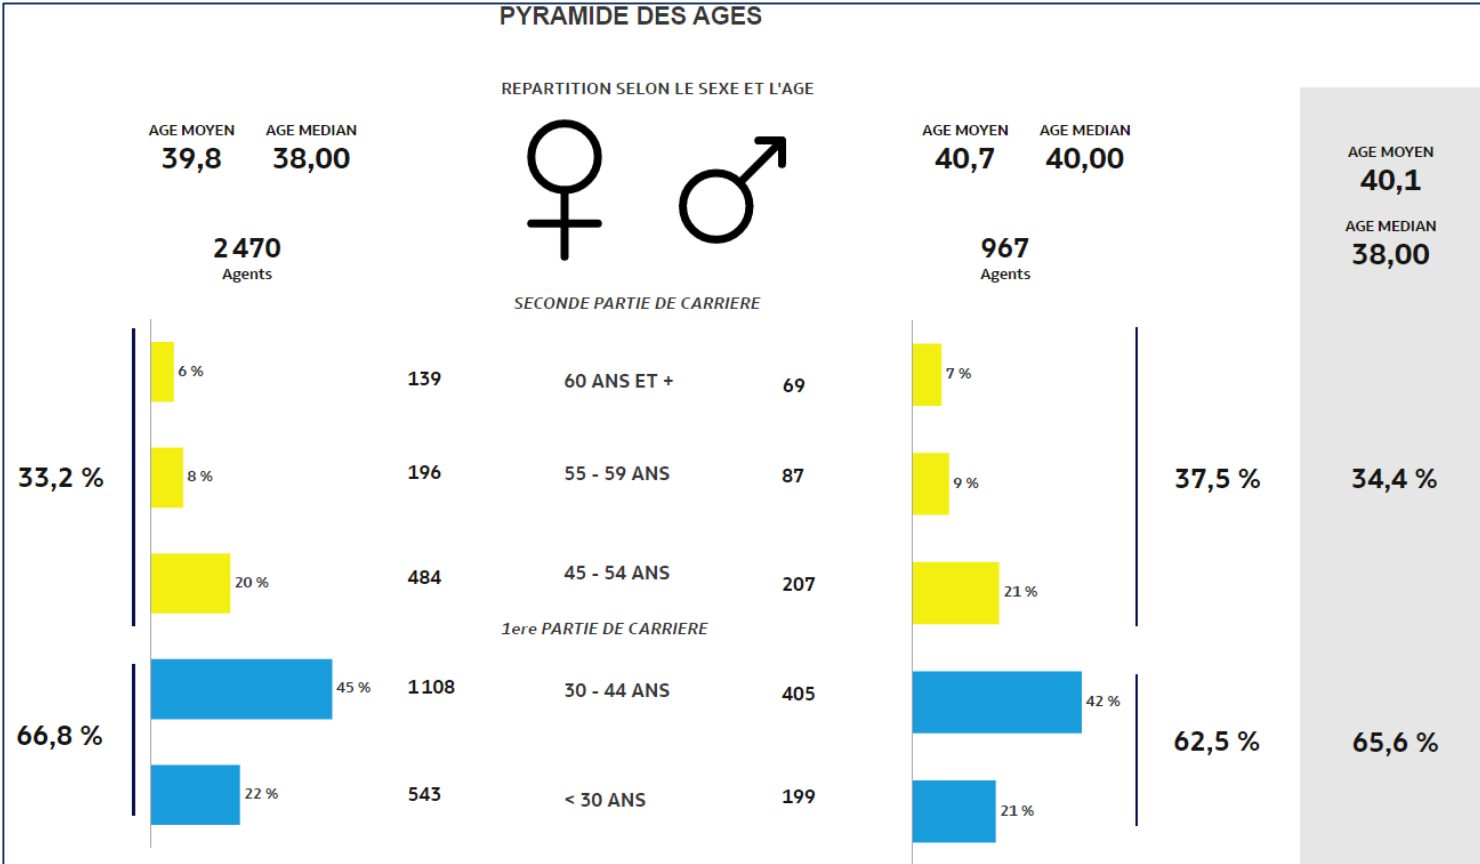 PYRAMIDE DES AGES
REPARTITION SELON LE SEXE ET L'AGE
AGE MOYEN AGE MEDIAN
39,8 38,00
2 470
Agents
AGE MOYEN AGE MEDIAN
40,7 40,00
967
Agents
AGE MOYEN
40,1
AGE MEDIAN
38,00
SECONDE PARTIE DE CARRIERE
6 % 139 60 ANS ET + 69 7 %
33,2 % 8 % 196 55 - 59 ANS 87 9 % 37,5 % 34,4 %
20 % 484 45 - 54 ANS 207 21 %
1ere PARTIE DE CARRIERE
45 % 1108 30 - 44 ANS 405 42 %
66,8 % 62,5 % 65,6 %
22 % 543 < 30 ANS 199 21 %